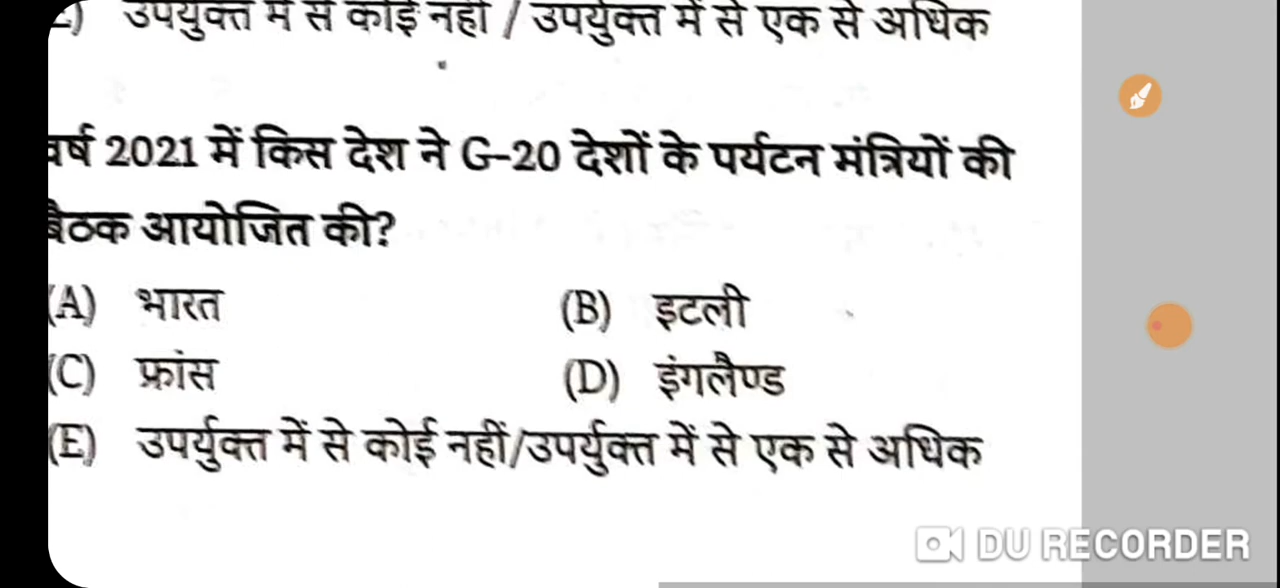 उपर्युक्त में से कोई नहीं / उपर्युक्त में से एक से अधिक
वर्ष 2021 में किस देश ने G-20 देशों के पर्यटन मंत्रियों की
बैठक आयोजित की?
(A) भारत (B) इटली
(C) फ्रांस (D) इंगलैण्ड
(E) उपर्युक्त में से कोई नहीं/उपर्युक्त में से एक से अधिक
DU RECORDER